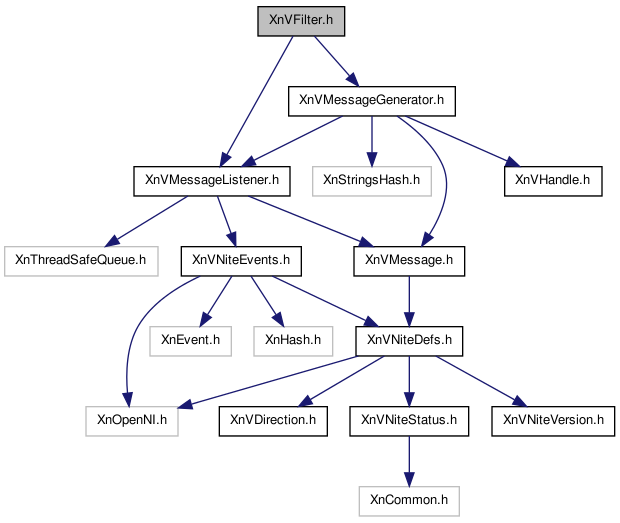 XnVFilter.h
XnVMessageGenerator.h
XnVMessageListener.h
XnStringsHash.h
XnVHandle.h
XnThreadSafeQueue.h
XnVNiteEvents.h
XnVMessage.h
XnEvent.h
XnHash.h
XnVNiteDefs.h
XnOpenNI.h
XnVDirection.h
XnVNiteStatus.h
XnVNiteVersion.h
XnCommon.h